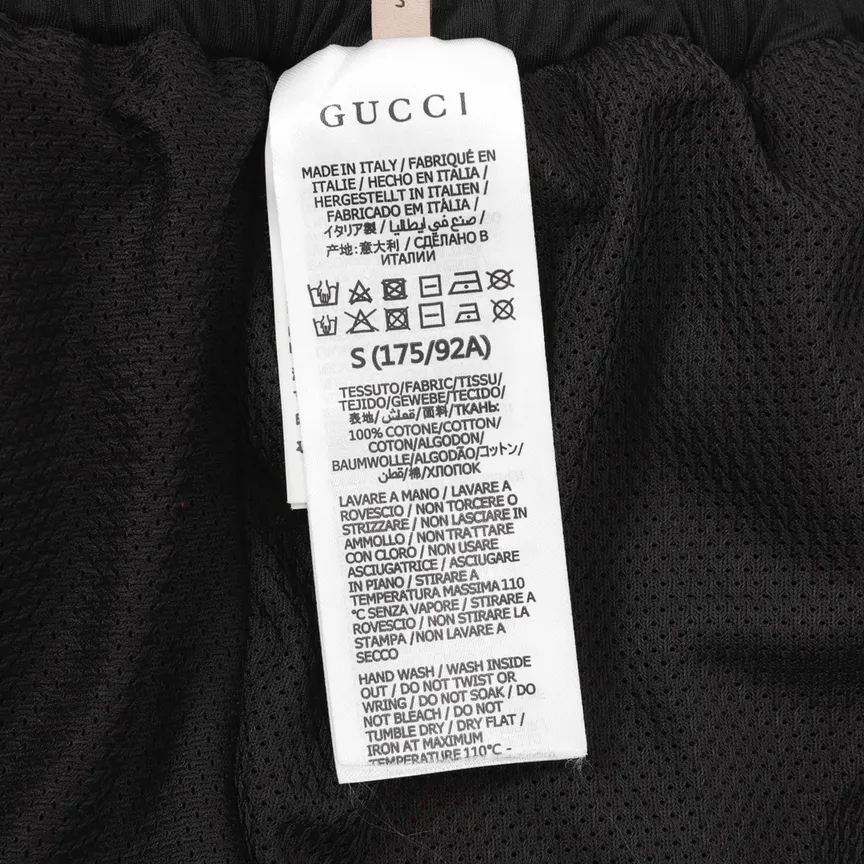 GUCCI
MADE IN ITALY / FABRIQUÉ EN
ITALIE / HECHO EN ITALIA /
HERGESTELLT IN ITALIEN /
FABRICADO EM ITÀLIA /
イタリア製 / صنع في ايطاليا /
产地:意大利 / СДЕЛАНО В
ИТАЛИИ
S (175/92A)
TESSUTO/FABRIC/TISSU/
TEJIDO/GEWEBE/TECIDO/
表地/قماش/面料/ТКАНЬ:
100% COTONE/COTTON/
COTON/ALGODON/
BAUMWOLLE/ALGODÃO/コットン/
قطن/棉/ХЛОПОК
LAVARE A MANO / LAVARE A
ROVESCIO / NON TORCERE O
STRIZZARE / NON LASCIARE IN
AMMOLLO / NON TRATTARE
CON CLORO / NON USARE
ASCIUGATRICE / ASCIUGARE
IN PIANO / STIRARE A
TEMPERATURA MASSIMA 110
°C SENZA VAPORE / STIRARE A
ROVESCIO / NON STIRARE LA
STAMPA / NON LAVARE A
SECCO
HAND WASH / WASH INSIDE
OUT / DO NOT TWIST OR
WRING / DO NOT SOAK / DO
NOT BLEACH / DO NOT
TUMBLE DRY / DRY FLAT /
IRON AT MAXIMUM
TEMPERATURE 110°C -